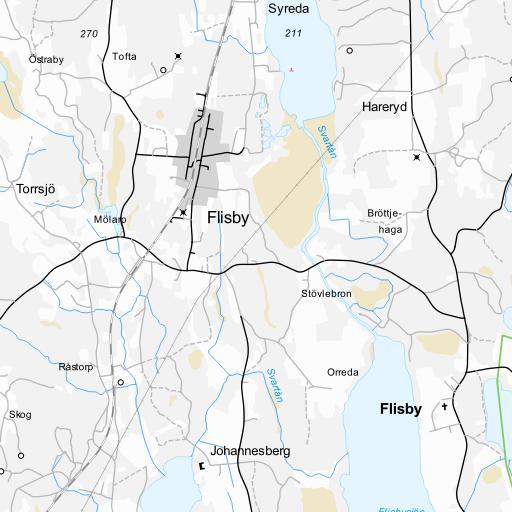 Syreda
270
211
Tofta
Östraby
Hareryd
Svartån
Torrsjö
Mölarp
Flisby
Bröttje-
haga
Stövlebron
Råstorp
Orreda
Svartån
Flisby
Skog
Johannesberg
Flisbysjön